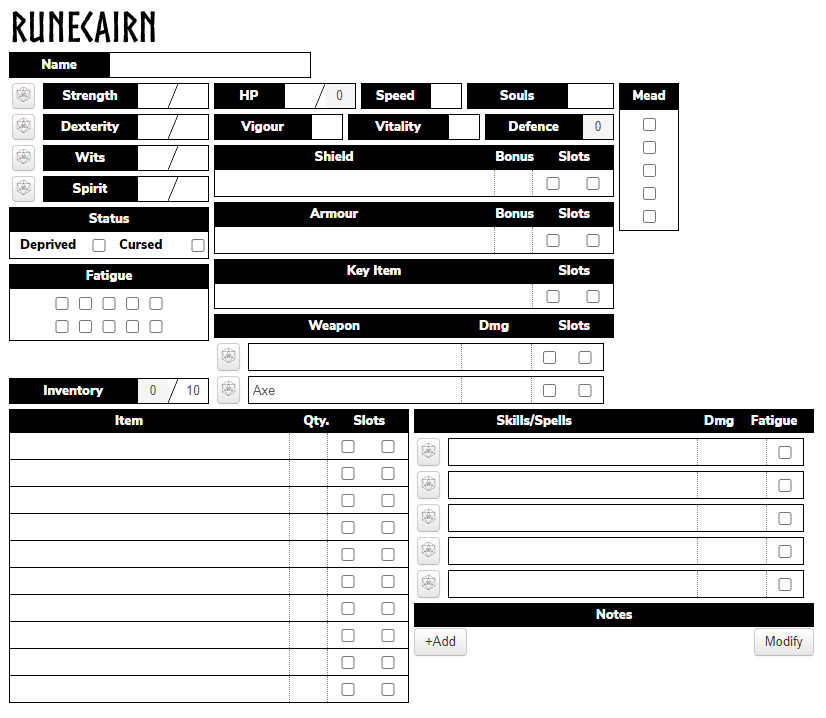 RUNECAIRN
Name
Strength / HP / 0 Speed Souls Mead
Dexterity / Vigour Vitality Defence 0
Wits / Shield Bonus Slots
Spirit /
Status Armour Bonus Slots
Deprived Cursed
Fatigue Key Item Slots
Weapon Dmg Slots
Inventory 0 / 10 Axe
Item Qty. Slots Skills/Spells Dmg Fatigue
Notes
+Add Modify